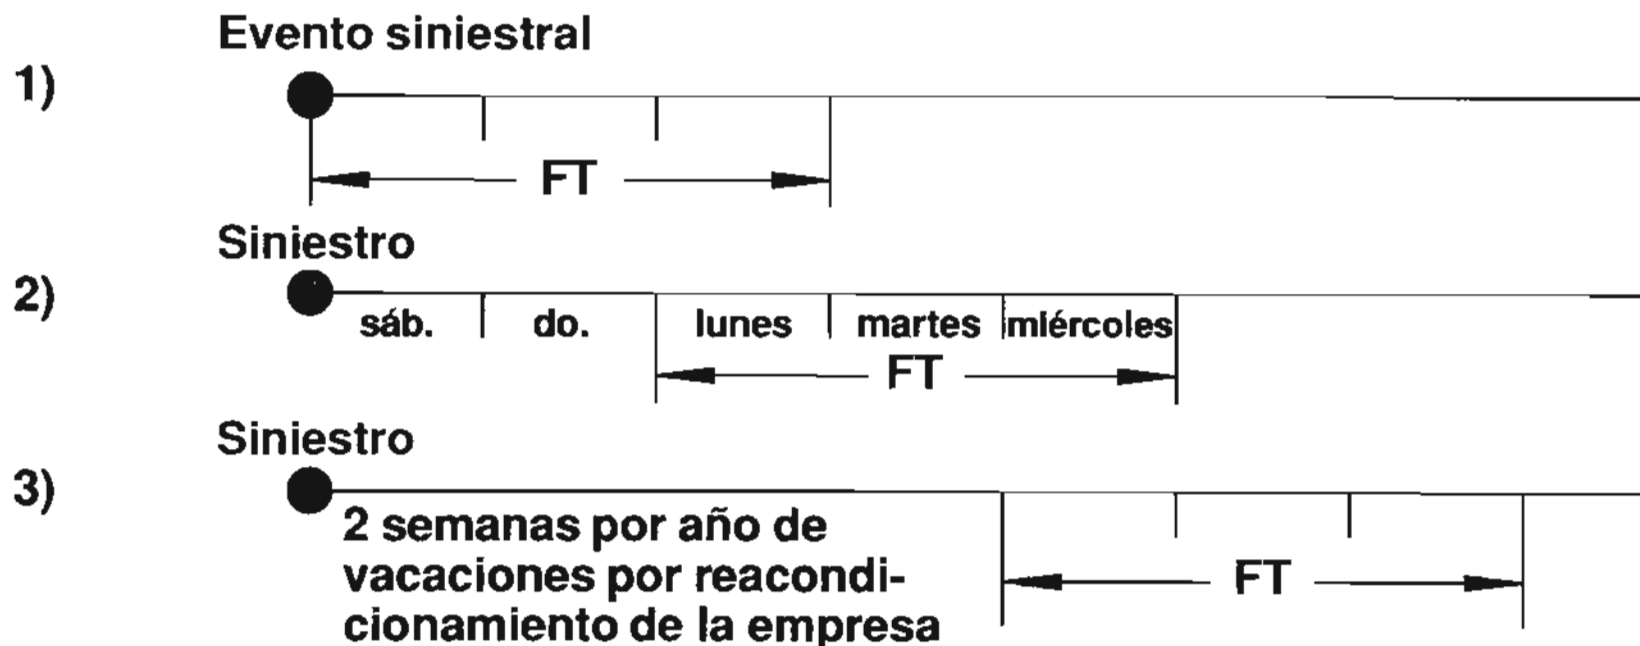 Evento siniestral
1)
FT
Siniestro
2)
sáb. do. lunes martes miércoles
FT
Siniestro
3)
2 semanas por año de
vacaciones por reacondi-
cionamiento de la empresa
FT